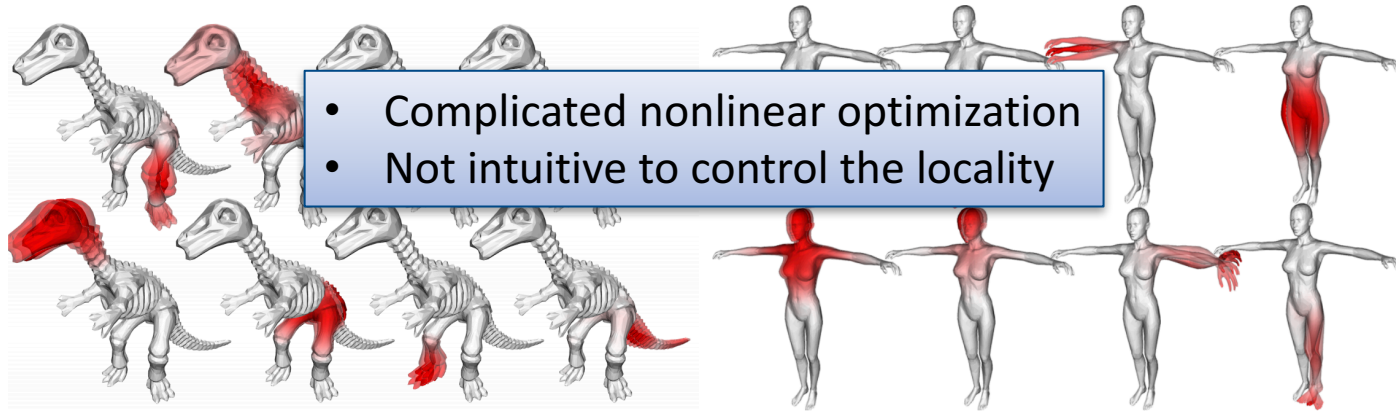 • Complicated nonlinear optimization
• Not intuitive to control the locality